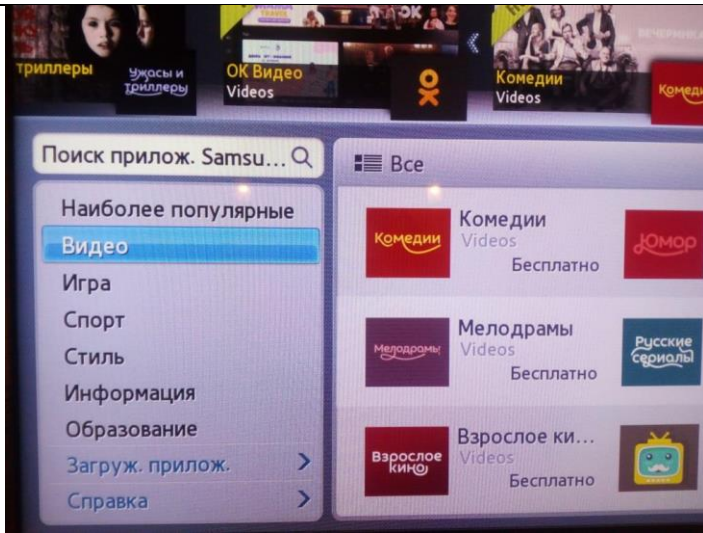 триллеры
Ужасы и
триллеры
ОК Видео
Videos
Комедии
Videos
Поиск прилож. Samsu...
Наиболее популярные
Видео
Игра
Спорт
Стиль
Информация
Образование
Загруж. прилож.
Справка
Все
Комедии
Комедии
Videos
Бесплатно
Юмор
Мелодрамы
Мелодрамы
Videos
Бесплатно
Русские
сериалы
Взрослое
кино
Взрослое ки...
Videos
Бесплатно